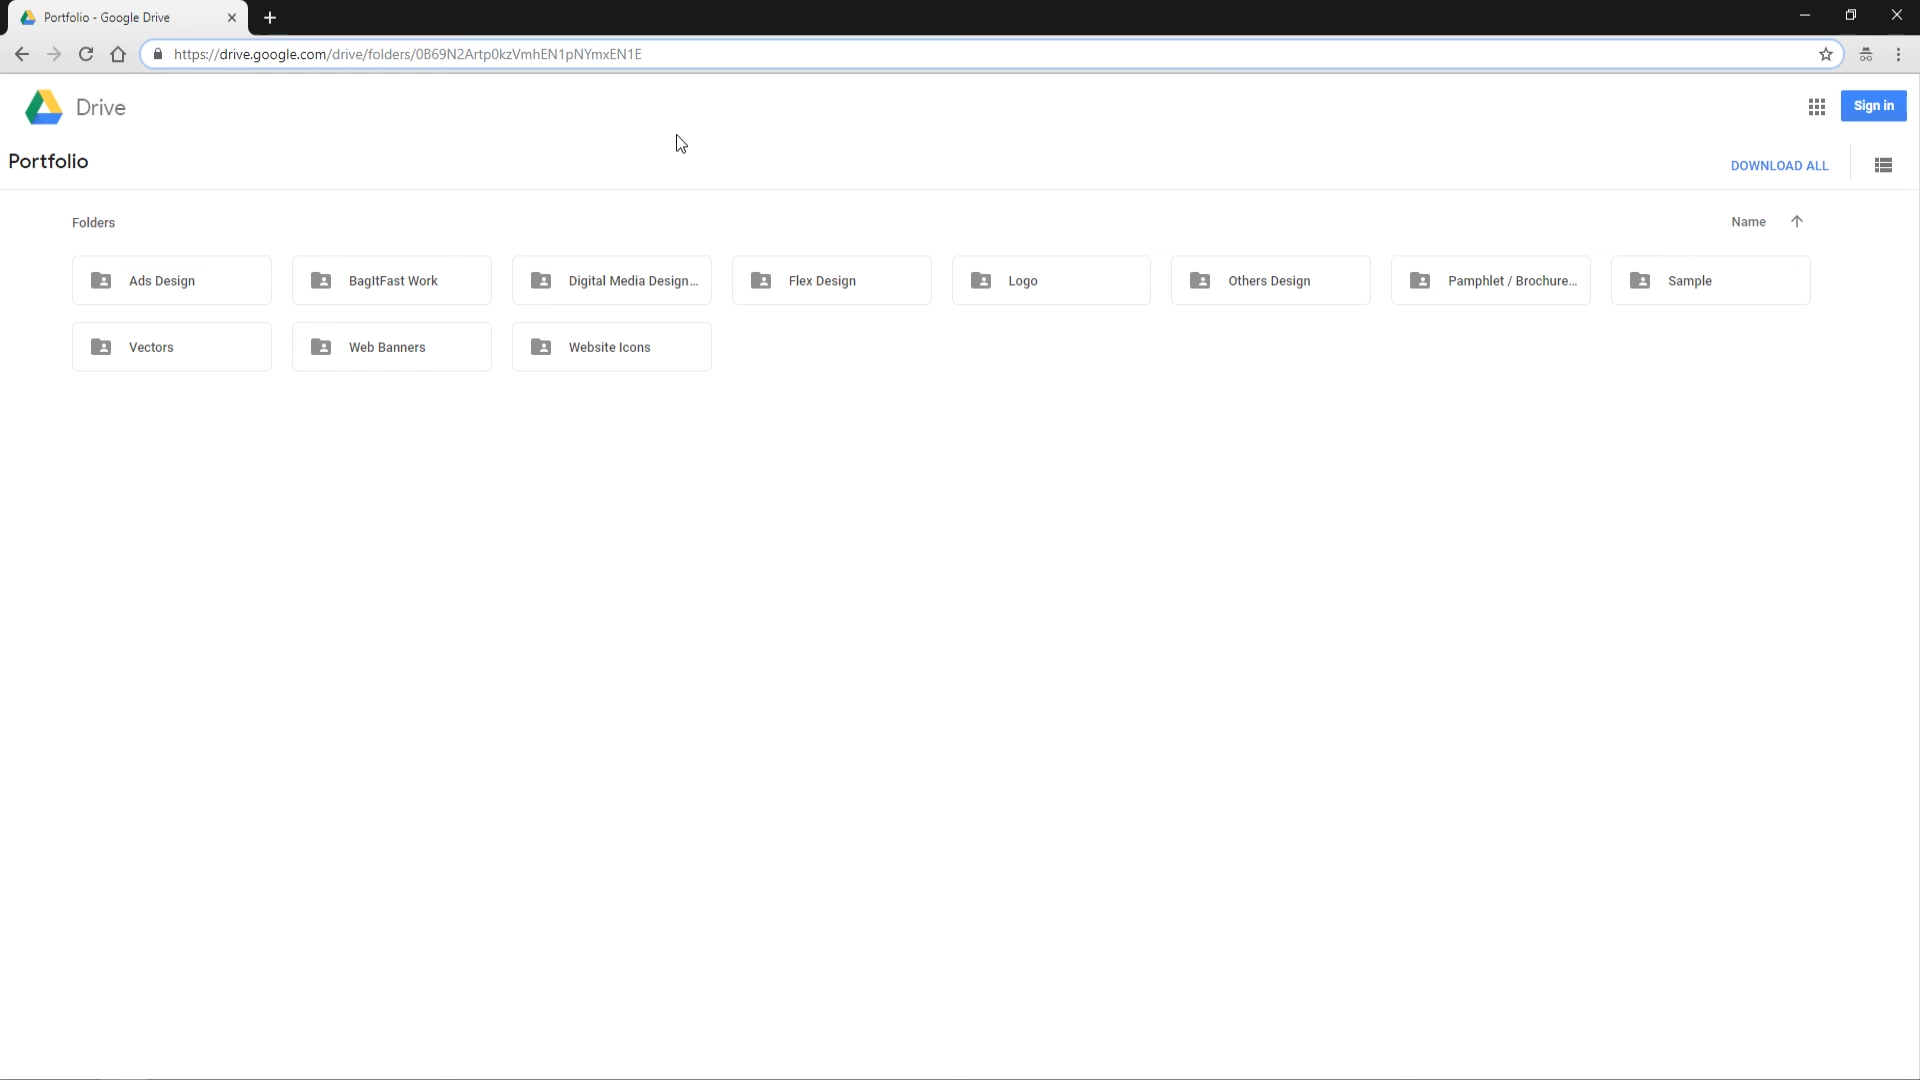 Portfolio - Google Drive
https://drive.google.com/drive/folders/0B69N2Artp0kzVmhEN1pNYmxEN1E
Drive
Sign in
Portfolio
DOWNLOAD ALL
Folders
Name
Ads Design
BagItFast Work
Digital Media Design...
Flex Design
Logo
Others Design
Pamphlet / Brochure...
Sample
Vectors
Web Banners
Website Icons